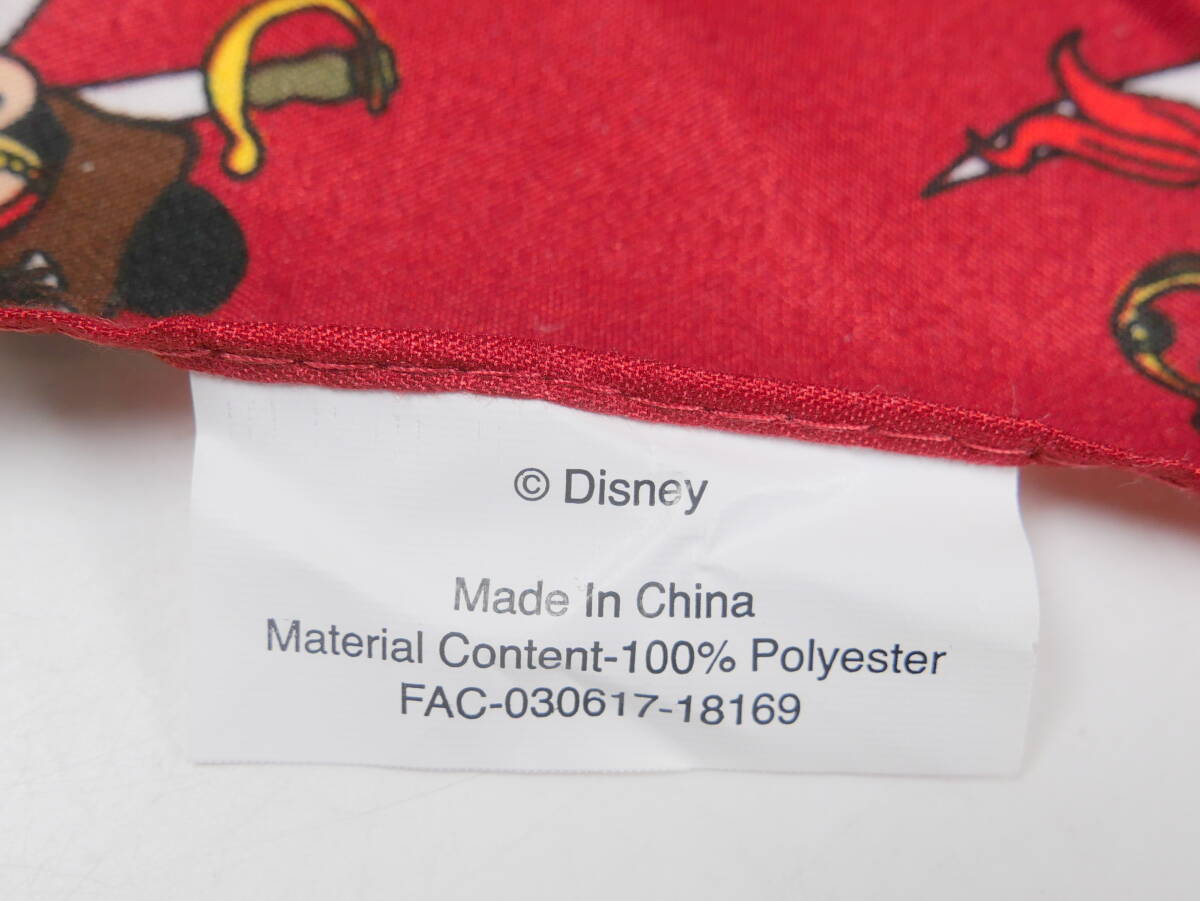 © Disney
Made In China
Material Content-100% Polyester
FAC-030617-18169